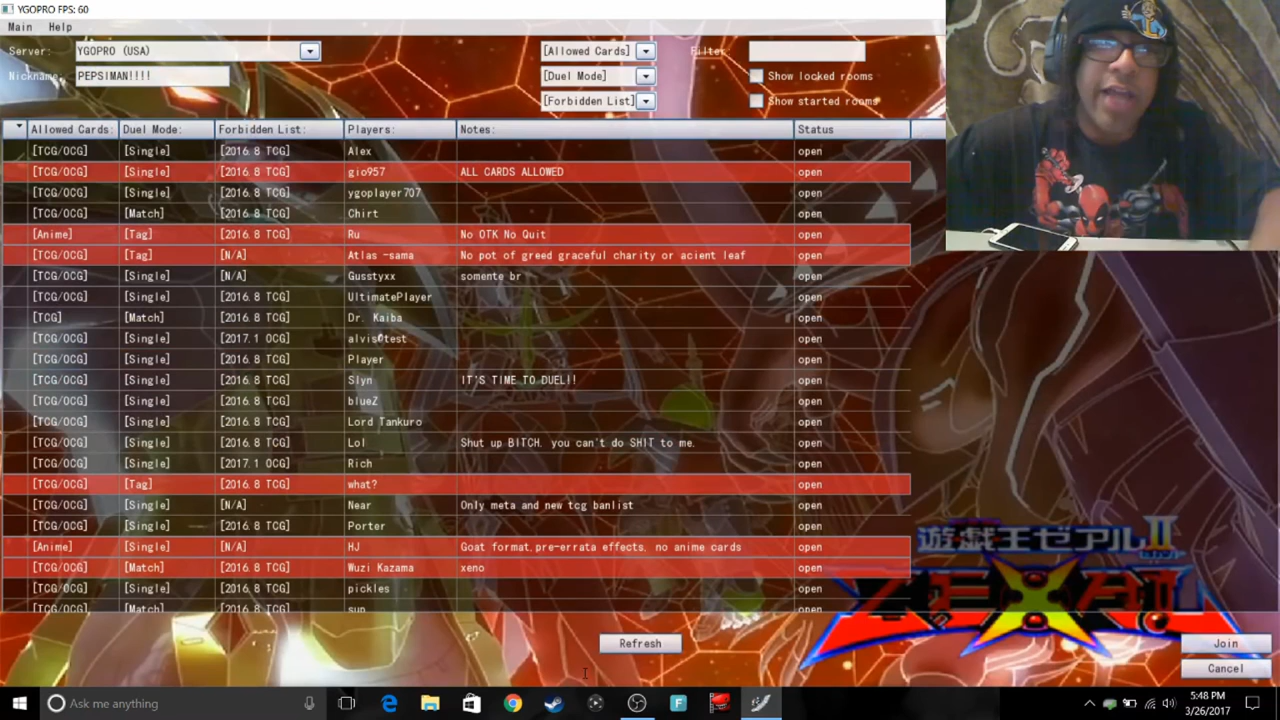 YGOPRO FPS: 60
Main Help
Server: YGOPRO (USA) [Allowed Cards] Filter:
Nickname: PEPSIMAN!!!! [Duel Mode] Show locked rooms
[Forbidden List] Show started rooms
Allowed Cards: Duel Mode: Forbidden List: Players: Notes: Status
[TCG/OCG] [Single] [2016.8 TCG] Alex open
[TCG/OCG] [Single] [2016.8 TCG] gio957 ALL CARDS ALLOWED open
[TCG/OCG] [Single] [2016.8 TCG] ygoplayer707 open
[TCG/OCG] [Match] [2016.8 TCG] Chirt open
[Anime] [Tag] [2016.8 TCG] Ru No OTK No Quit open
[TCG/OCG] [Tag] [N/A] Atlas -sama No pot of greed graceful charity or acient leaf open
[TCG/OCG] [Single] [N/A] Gusstyxx somente br open
[TCG/OCG] [Single] [2016.8 TCG] UltimatePlayer open
[TCG] [Match] [2016.8 TCG] Dr. Kaiba open
[TCG/OCG] [Single] [2017.1 OCG] alvis*test open
[TCG/OCG] [Single] [2016.8 TCG] Player open
[TCG/OCG] [Single] [2016.8 TCG] Slyn IT'S TIME TO DUEL!! open
[TCG/OCG] [Single] [2016.8 TCG] blueZ open
[TCG/OCG] [Single] [2016.8 TCG] Lord Tankuro open
[TCG/OCG] [Single] [2016.8 TCG] Lol Shut up BITCH. you can't do SHIT to me. open
[TCG/OCG] [Single] [2017.1 OCG] Rich open
[TCG/OCG] [Tag] [2016.8 TCG] what? open
[TCG/OCG] [Single] [N/A] Near Only meta and new tcg banlist open
[TCG/OCG] [Single] [2016.8 TCG] Porter open
[Anime] [Single] [N/A] HJ Goat format,pre-errata effects, no anime cards open
[TCG/OCG] [Match] [2016.8 TCG] Wuzi Kazama xeno open
[TCG/OCG] [Single] [2016.8 TCG] pickles open
[TCG/OCG] [Match] [2016.8 TCG] sup open
遊戯王ゼアルII
ZEXAL II
Refresh
Join
Cancel
Ask me anything
5:48 PM
3/26/2017